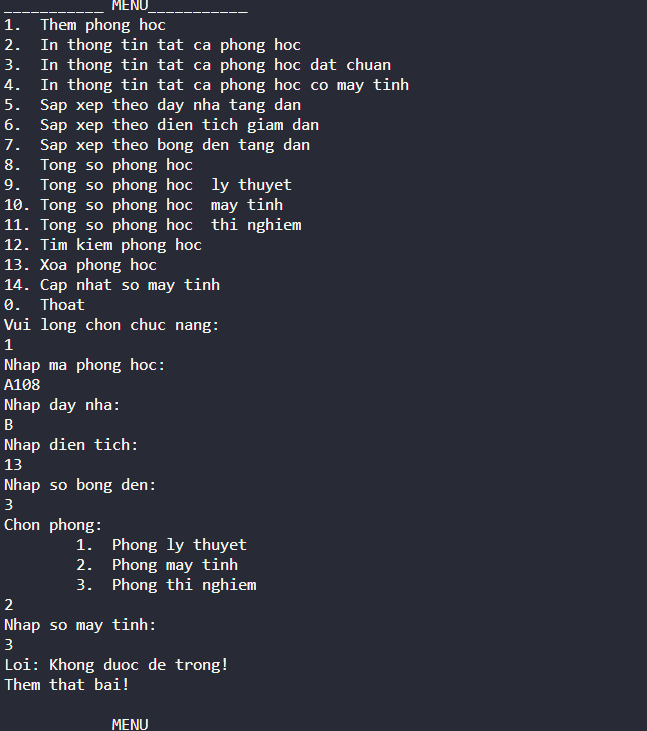 ___________ MENU___________
1.  Them phong hoc
2.  In thong tin tat ca phong hoc
3.  In thong tin tat ca phong hoc dat chuan
4.  In thong tin tat ca phong hoc co may tinh
5.  Sap xep theo day nha tang dan
6.  Sap xep theo dien tich giam dan
7.  Sap xep theo bong den tang dan
8.  Tong so phong hoc
9.  Tong so phong hoc  ly thuyet
10. Tong so phong hoc  may tinh
11. Tong so phong hoc  thi nghiem
12. Tim kiem phong hoc
13. Xoa phong hoc
14. Cap nhat so may tinh
0.  Thoat
Vui long chon chuc nang:
1
Nhap ma phong hoc:
A108
Nhap day nha:
B
Nhap dien tich:
13
Nhap so bong den:
3
Chon phong:
        1.  Phong ly thuyet
        2.  Phong may tinh
        3.  Phong thi nghiem
2
Nhap so may tinh:
3
Loi: Khong duoc de trong!
Them that bai!
            MENU